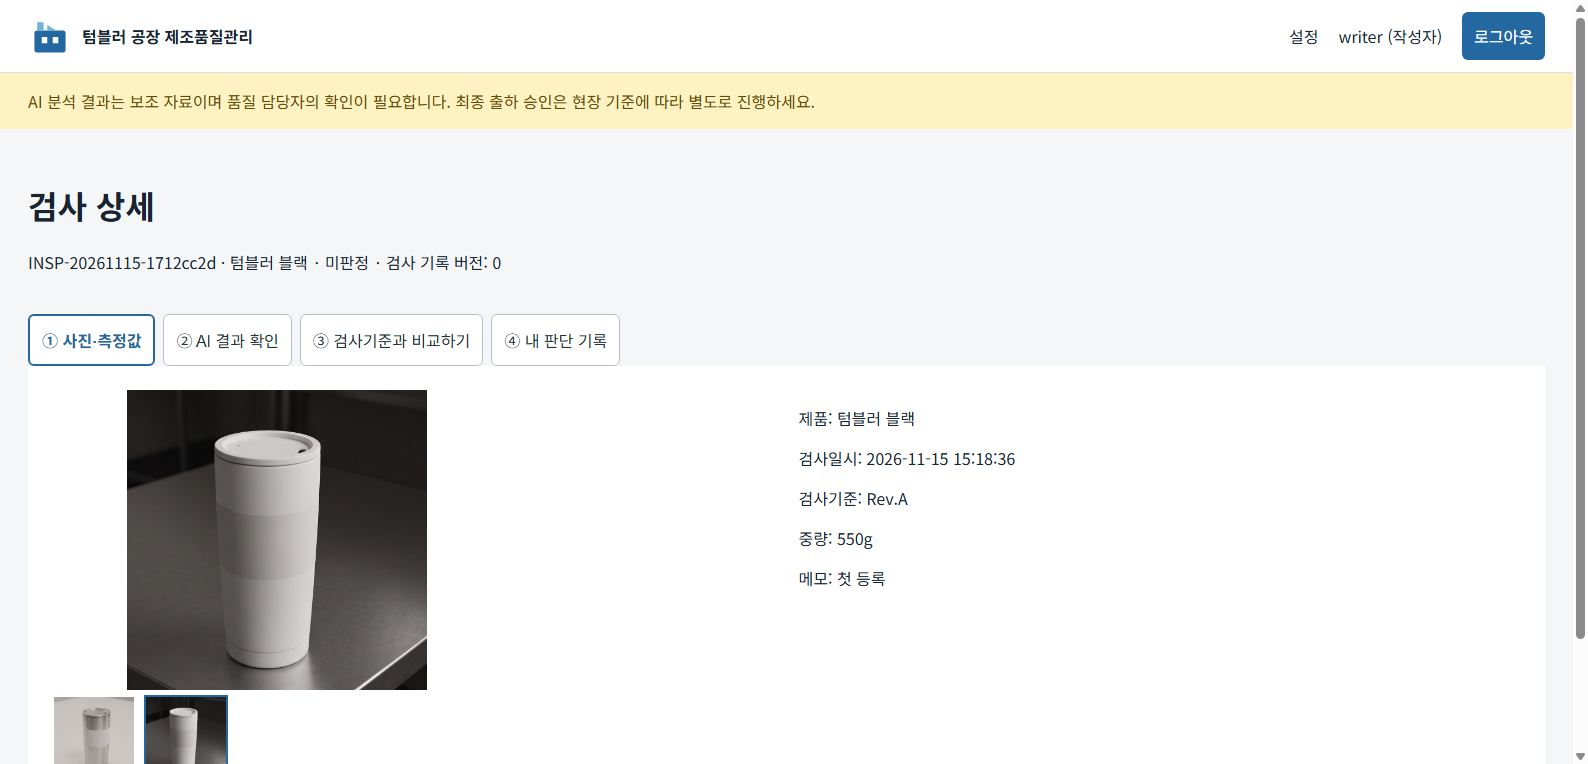 텀블러 공장 제조품질관리
설정
writer (작성자)
로그아웃
AI 분석 결과는 보조 자료이며 품질 담당자의 확인이 필요합니다. 최종 출하 승인은 현장 기준에 따라 별도로 진행하세요.
검사 상세
INSP-20261115-1712cc2d · 텀블러 블랙 · 미판정 · 검사 기록 버전: 0
① 사진·측정값
② AI 결과 확인
③ 검사기준과 비교하기
④ 내 판단 기록
제품: 텀블러 블랙
검사일시: 2026-11-15 15:18:36
검사기준: Rev.A
중량: 550g
메모: 첫 등록